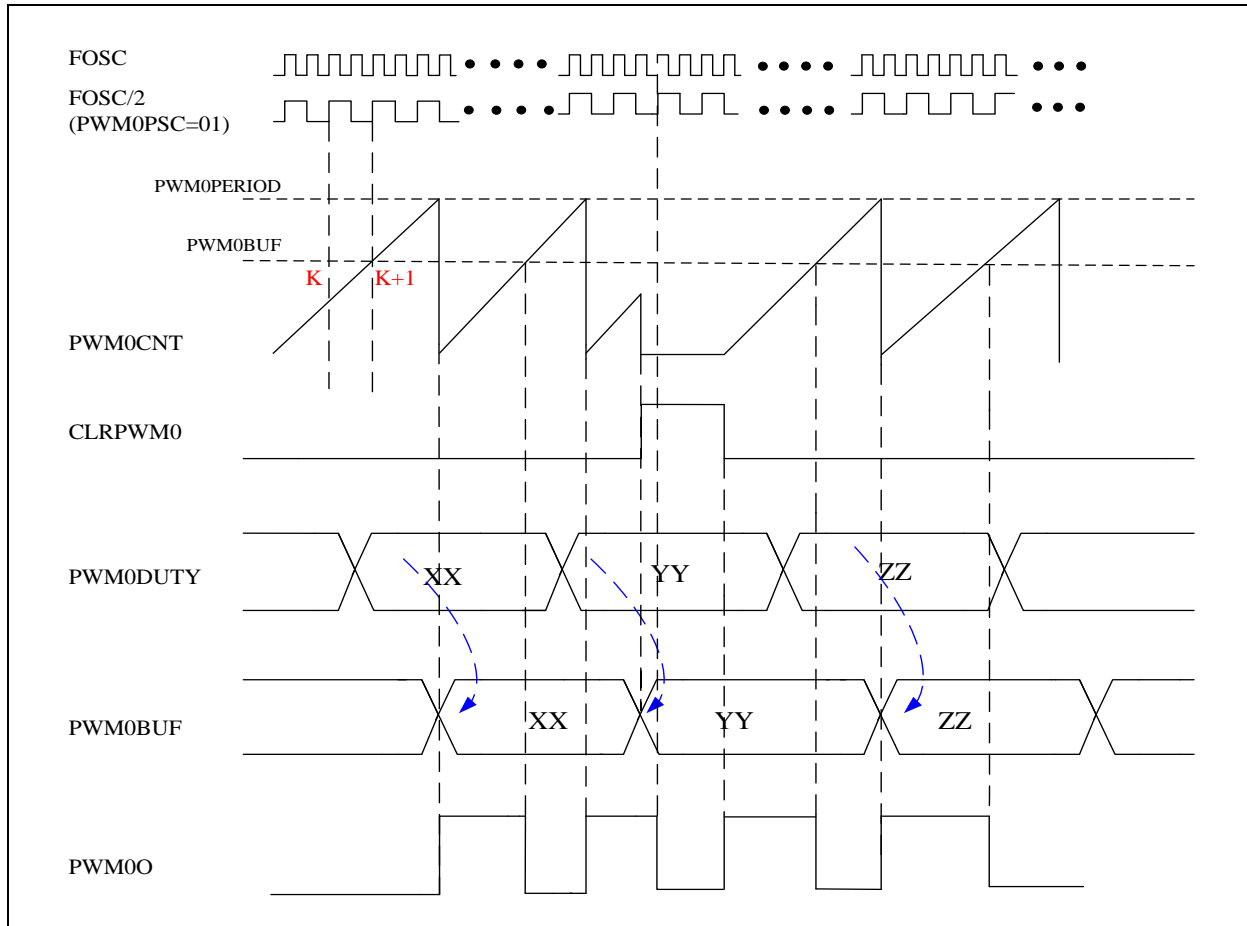 FOSC
FOSC/2
(PWM0PSC=01)
PWM0PERIOD
PWM0BUF
K
K+1
PWM0CNT
CLRPWM0
PWM0DUTY
XX
YY
ZZ
PWM0BUF
XX
YY
ZZ
PWM0O